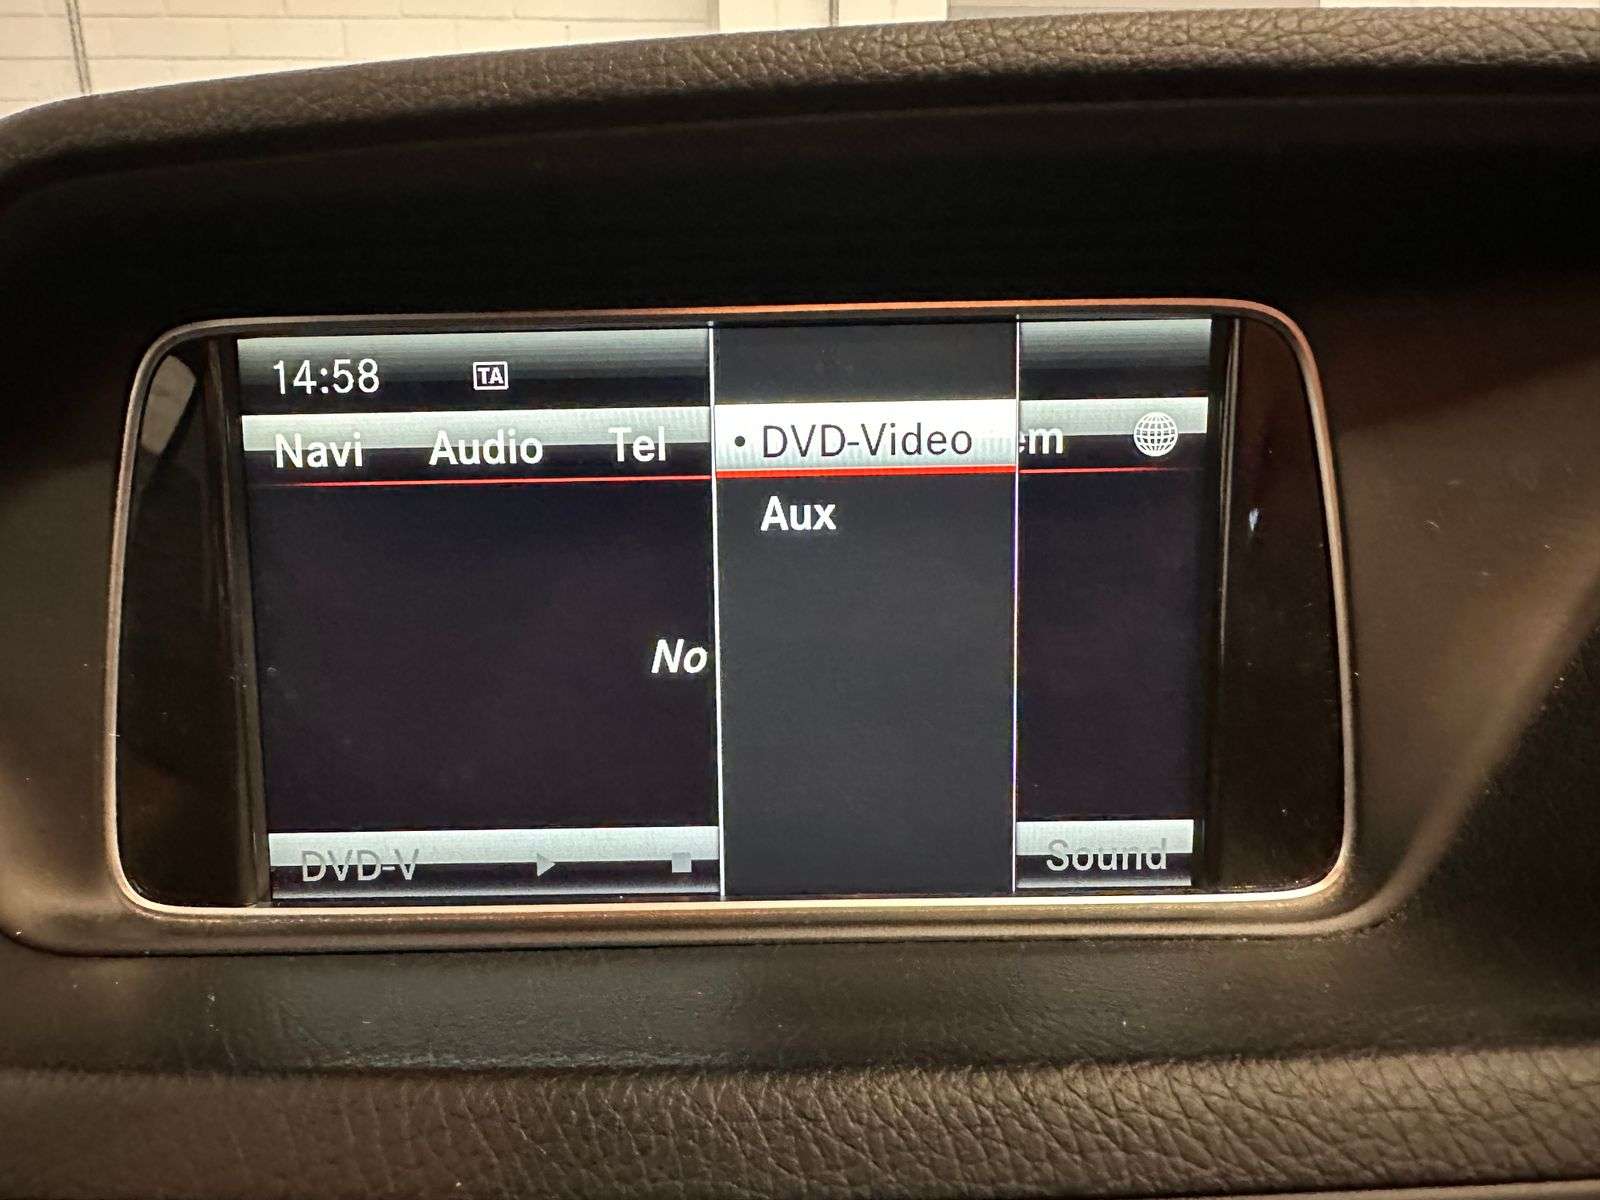 14:58 TA
Navi Audio Tel DVD-Video em
Aux
No
DVD-V Sound